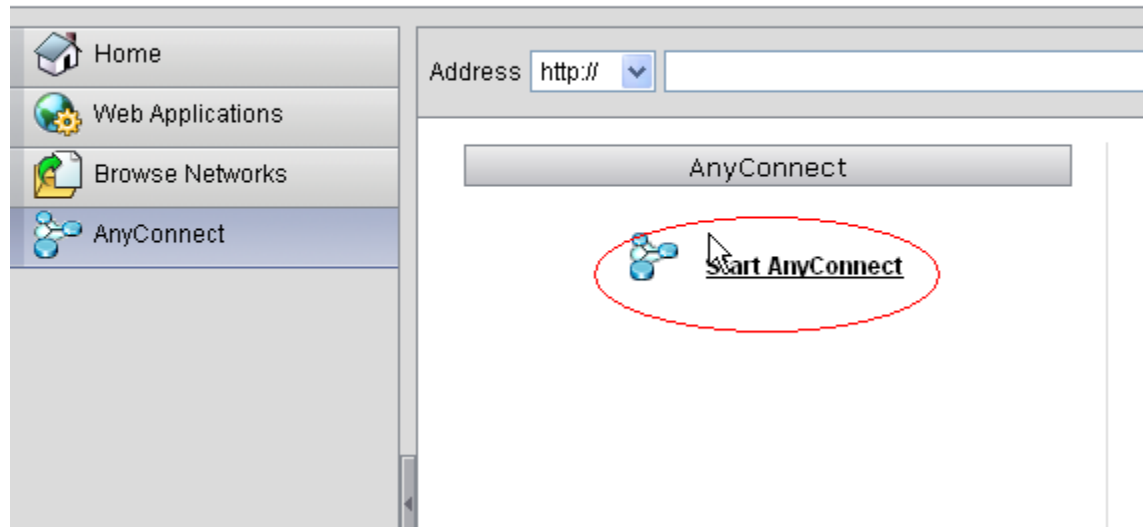 Home
Web Applications
Browse Networks
AnyConnect
Address http://
AnyConnect
Start AnyConnect